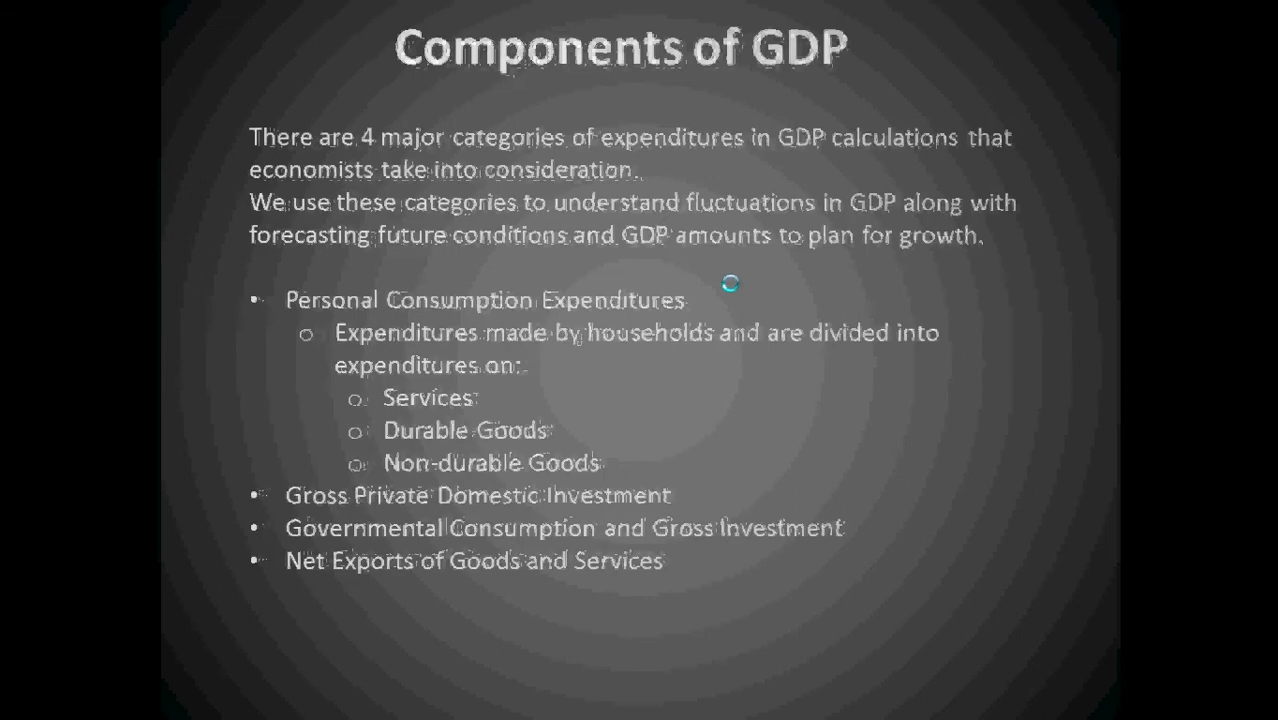 Components of GDP
There are 4 major categories of expenditures in GDP calculations that
economists take into consideration.
We use these categories to understand fluctuations in GDP along with
forecasting future conditions and GDP amounts to plan for growth.
• Personal Consumption Expenditures
o Expenditures made by households and are divided into
expenditures on:
o Services
o Durable Goods
o Non-durable Goods
• Gross Private Domestic Investment
• Governmental Consumption and Gross Investment
• Net Exports of Goods and Services